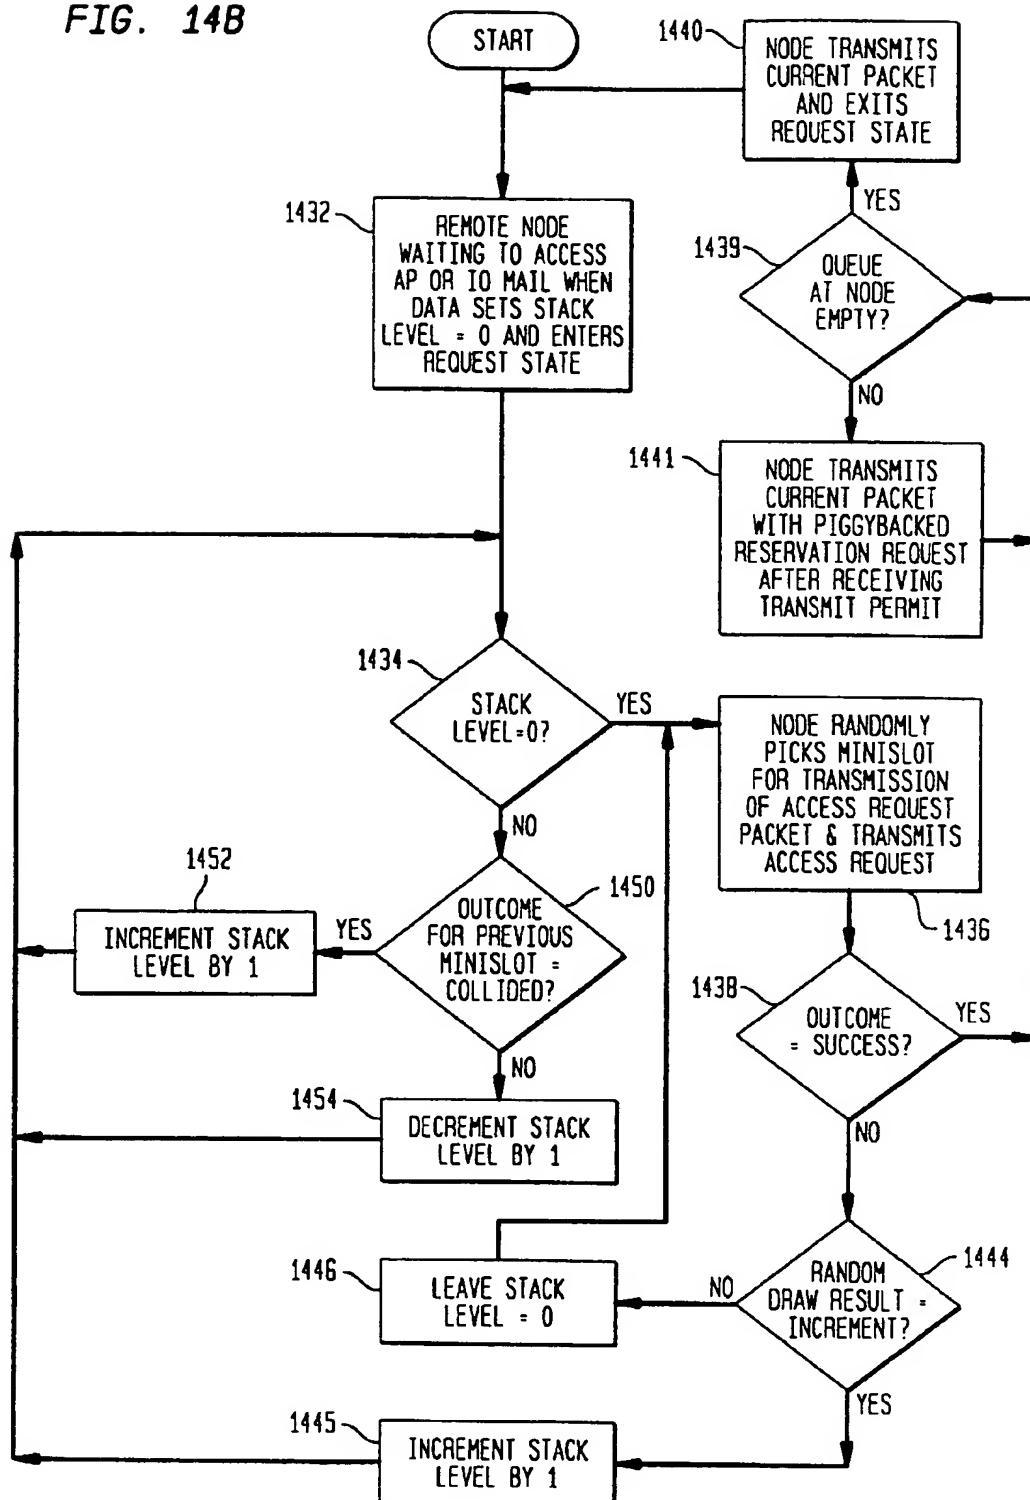 FIG. 14B
START
1440
NODE TRANSMITS
CURRENT PACKET
AND EXITS
REQUEST STATE
YES
1432
REMOTE NODE
WAITING TO ACCESS
AP OR IO MAIL WHEN
DATA SETS STACK
LEVEL = 0 AND ENTERS
REQUEST STATE
1439
QUEUE
AT NODE
EMPTY?
NO
1441
NODE TRANSMITS
CURRENT PACKET
WITH PIGGYBACKED
RESERVATION REQUEST
AFTER RECEIVING
TRANSMIT PERMIT
1434
STACK
LEVEL=0?
YES
NO
NODE RANDOMLY
PICKS MINISLOT
FOR TRANSMISSION
OF ACCESS REQUEST
PACKET & TRANSMITS
ACCESS REQUEST
1436
1452
INCREMENT STACK
LEVEL BY 1
YES
1450
OUTCOME
FOR PREVIOUS
MINISLOT =
COLLIDED?
NO
1438
OUTCOME
= SUCCESS?
YES
NO
1454
DECREMENT STACK
LEVEL BY 1
1446
LEAVE STACK
LEVEL = 0
NO
1444
RANDOM
DRAW RESULT =
INCREMENT?
YES
1445
INCREMENT STACK
LEVEL BY 1